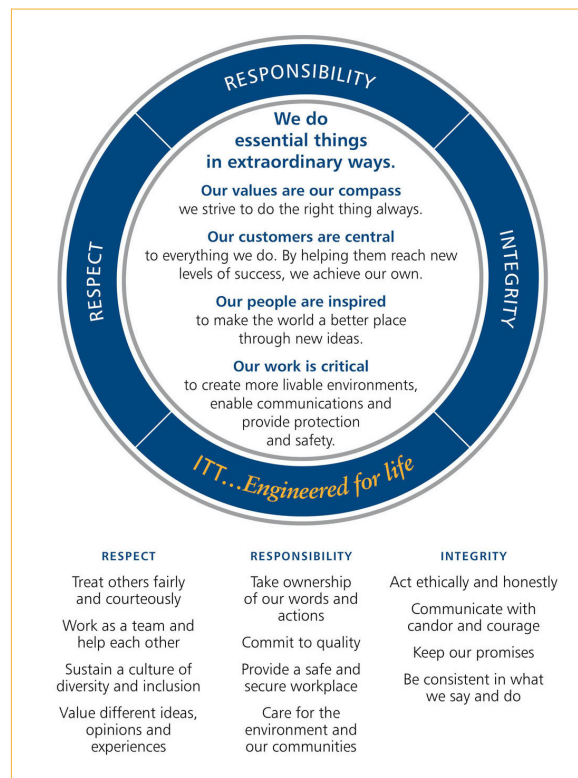 RESPONSIBILITY
RESPECT
INTEGRITY
We do
essential things
in extraordinary ways.
Our values are our compass
we strive to do the right thing always.
Our customers are central
to everything we do. By helping them reach new
levels of success, we achieve our own.
Our people are inspired
to make the world a better place
through new ideas.
Our work is critical
to create more livable environments,
enable communications and
provide protection
and safety.
ITT...Engineered for life
RESPECT
Treat others fairly
and courteously
Work as a team and
help each other
Sustain a culture of
diversity and inclusion
Value different ideas,
opinions and
experiences
RESPONSIBILITY
Take ownership
of our words and
actions
Commit to quality
Provide a safe and
secure workplace
Care for the
environment and
our communities
INTEGRITY
Act ethically and honestly
Communicate with
candor and courage
Keep our promises
Be consistent in what
we say and do